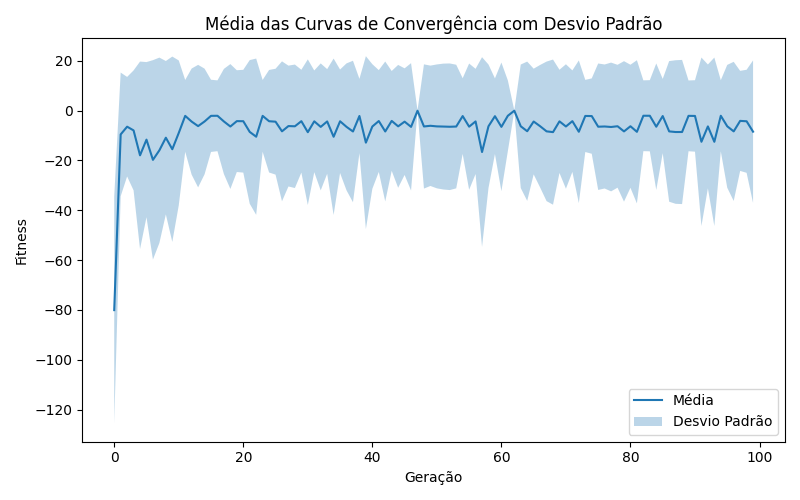 Média das Curvas de Convergência com Desvio Padrão
20
0
−20
−40
−60
−80
−100
−120
Fitness
0
20
40
60
80
100
Geração
Média
Desvio Padrão